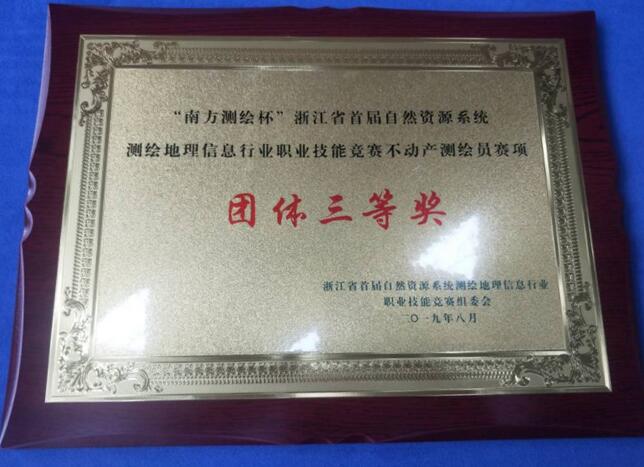 “南方测绘杯”浙江省首届自然资源系统
测绘地理信息行业职业技能竞赛不动产测绘员赛项
团体三等奖
浙江省首届自然资源系统测绘地理信息行业
职业技能竞赛组委会
二〇一九年八月